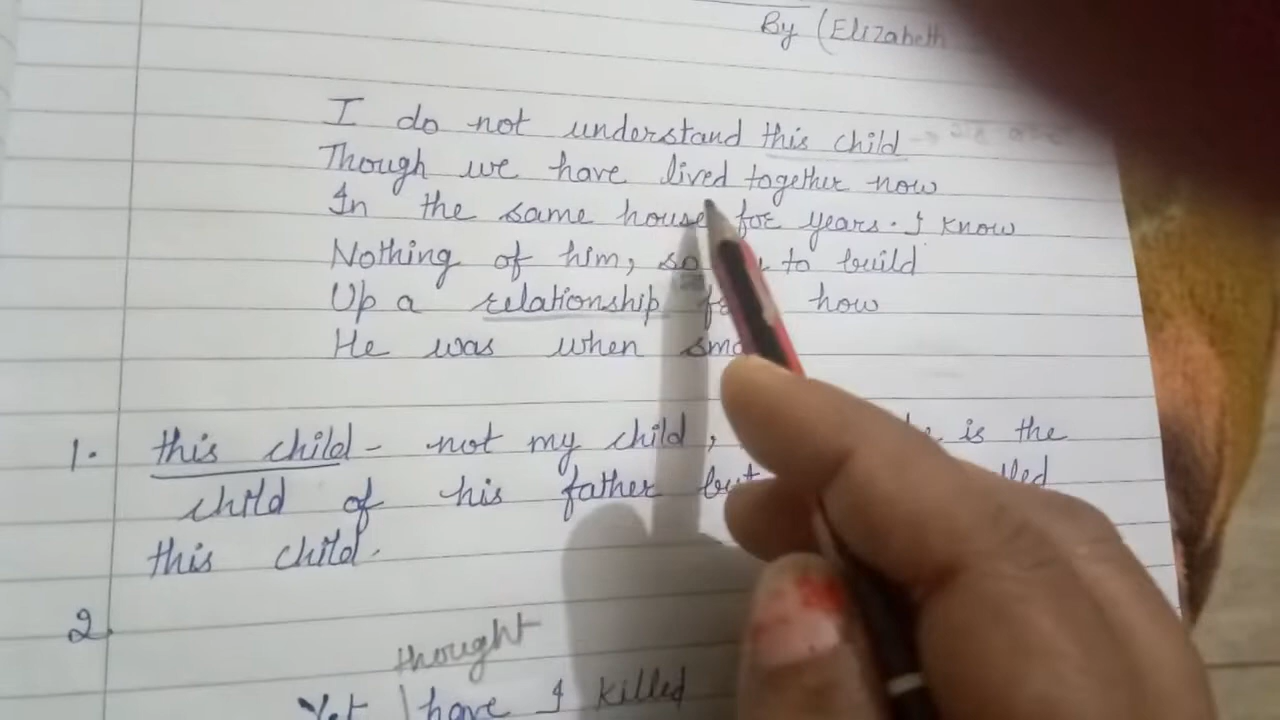 By (Elizabeth
I do not understand this child →
Though we have lived together now
In the same house for years. I know
Nothing of him, so to build
Up a relationship how
He was when
1. this child - not my child, is the
child of his father but
this child.
2.
thought
Yet | have I killed